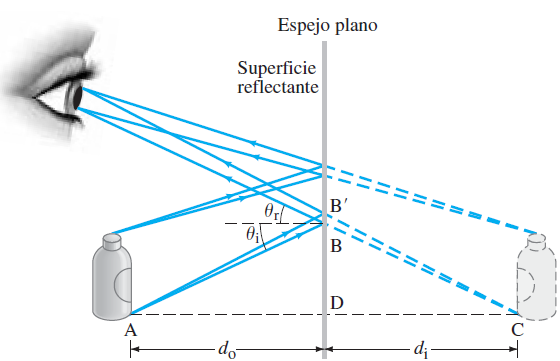 Espejo plano
Superficie
reflectante
B′
θr
θi
B
D
A
C
do
di